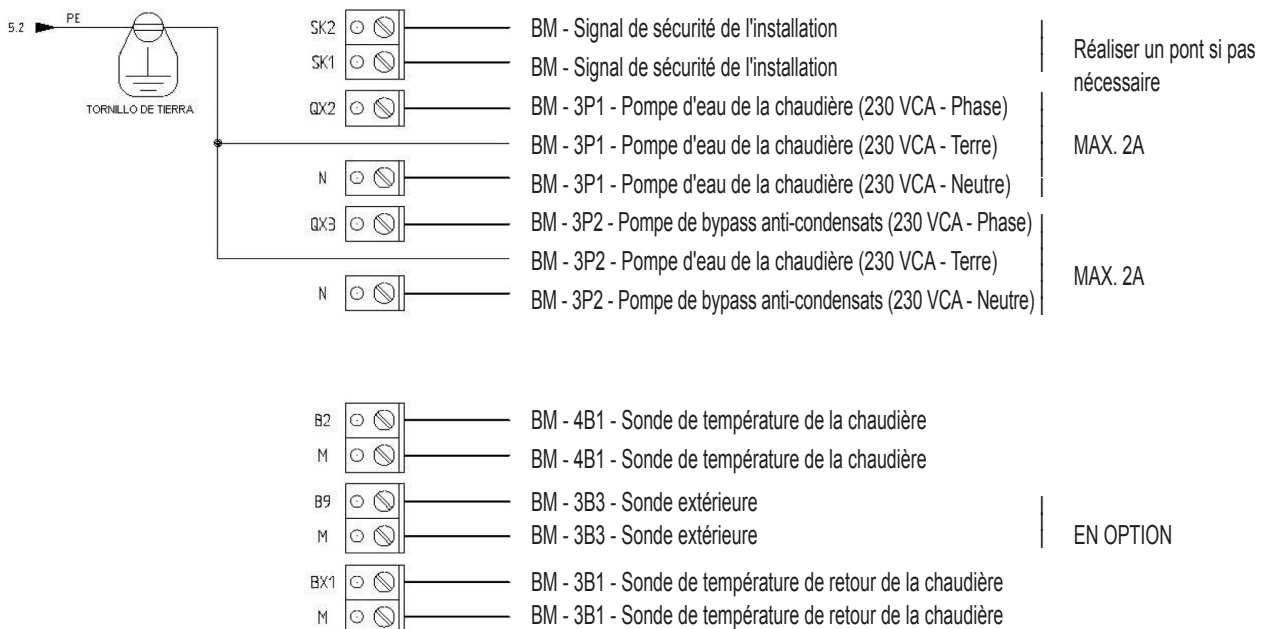 5.2 PE
TORNILLO DE TIERRA
SK2 BM - Signal de sécurité de l'installation
SK1 BM - Signal de sécurité de l'installation
Réaliser un pont si pas
nécessaire
QX2 BM - 3P1 - Pompe d'eau de la chaudière (230 VCA - Phase)
BM - 3P1 - Pompe d'eau de la chaudière (230 VCA - Terre)
MAX. 2A
N BM - 3P1 - Pompe d'eau de la chaudière (230 VCA - Neutre)
QX3 BM - 3P2 - Pompe de bypass anti-condensats (230 VCA - Phase)
BM - 3P2 - Pompe d'eau de la chaudière (230 VCA - Terre)
MAX. 2A
N BM - 3P2 - Pompe de bypass anti-condensats (230 VCA - Neutre)
B2 BM - 4B1 - Sonde de température de la chaudière
M BM - 4B1 - Sonde de température de la chaudière
B9 BM - 3B3 - Sonde extérieure
M BM - 3B3 - Sonde extérieure
EN OPTION
BX1 BM - 3B1 - Sonde de température de retour de la chaudière
M BM - 3B1 - Sonde de température de retour de la chaudière